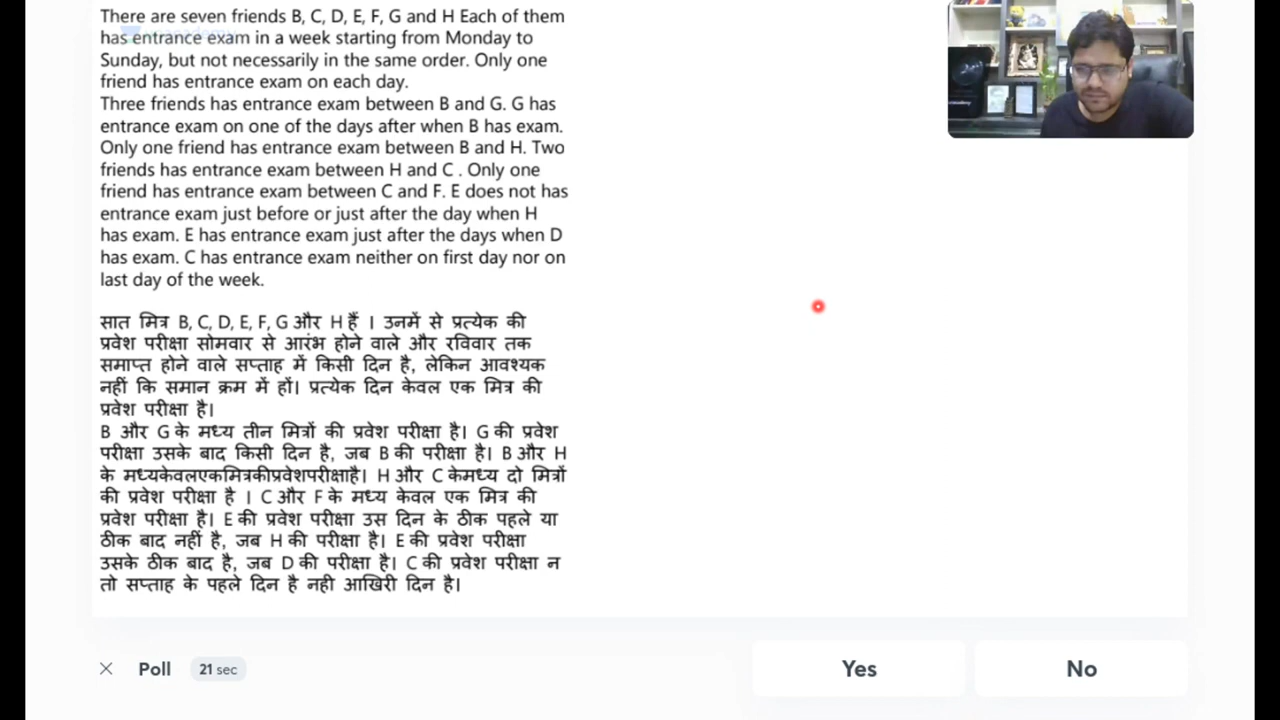 There are seven friends B, C, D, E, F, G and H Each of them
has entrance exam in a week starting from Monday to
Sunday, but not necessarily in the same order. Only one
friend has entrance exam on each day.
Three friends has entrance exam between B and G. G has
entrance exam on one of the days after when B has exam.
Only one friend has entrance exam between B and H. Two
friends has entrance exam between H and C . Only one
friend has entrance exam between C and F. E does not has
entrance exam just before or just after the day when H
has exam. E has entrance exam just after the days when D
has exam. C has entrance exam neither on first day nor on
last day of the week.
सात मित्र B, C, D, E, F, G और H हैं । उनमें से प्रत्येक की
प्रवेश परीक्षा सोमवार से आरंभ होने वाले और रविवार तक
समाप्त होने वाले सप्ताह में किसी दिन है, लेकिन आवश्यक
नहीं कि समान क्रम में हों। प्रत्येक दिन केवल एक मित्र की
प्रवेश परीक्षा है।
B और G के मध्य तीन मित्रों की प्रवेश परीक्षा है। G की प्रवेश
परीक्षा उसके बाद किसी दिन है, जब B की परीक्षा है। B और H
के मध्यकेवलएकमित्रकीप्रवेशपरीक्षाहै। H और C केमध्य दो मित्रों
की प्रवेश परीक्षा है । C और F के मध्य केवल एक मित्र की
प्रवेश परीक्षा है। E की प्रवेश परीक्षा उस दिन के ठीक पहले या
ठीक बाद नहीं है, जब H की परीक्षा है। E की प्रवेश परीक्षा
उसके ठीक बाद है, जब D की परीक्षा है। C की प्रवेश परीक्षा न
तो सप्ताह के पहले दिन है नही आखिरी दिन है।
Poll 21 sec Yes No